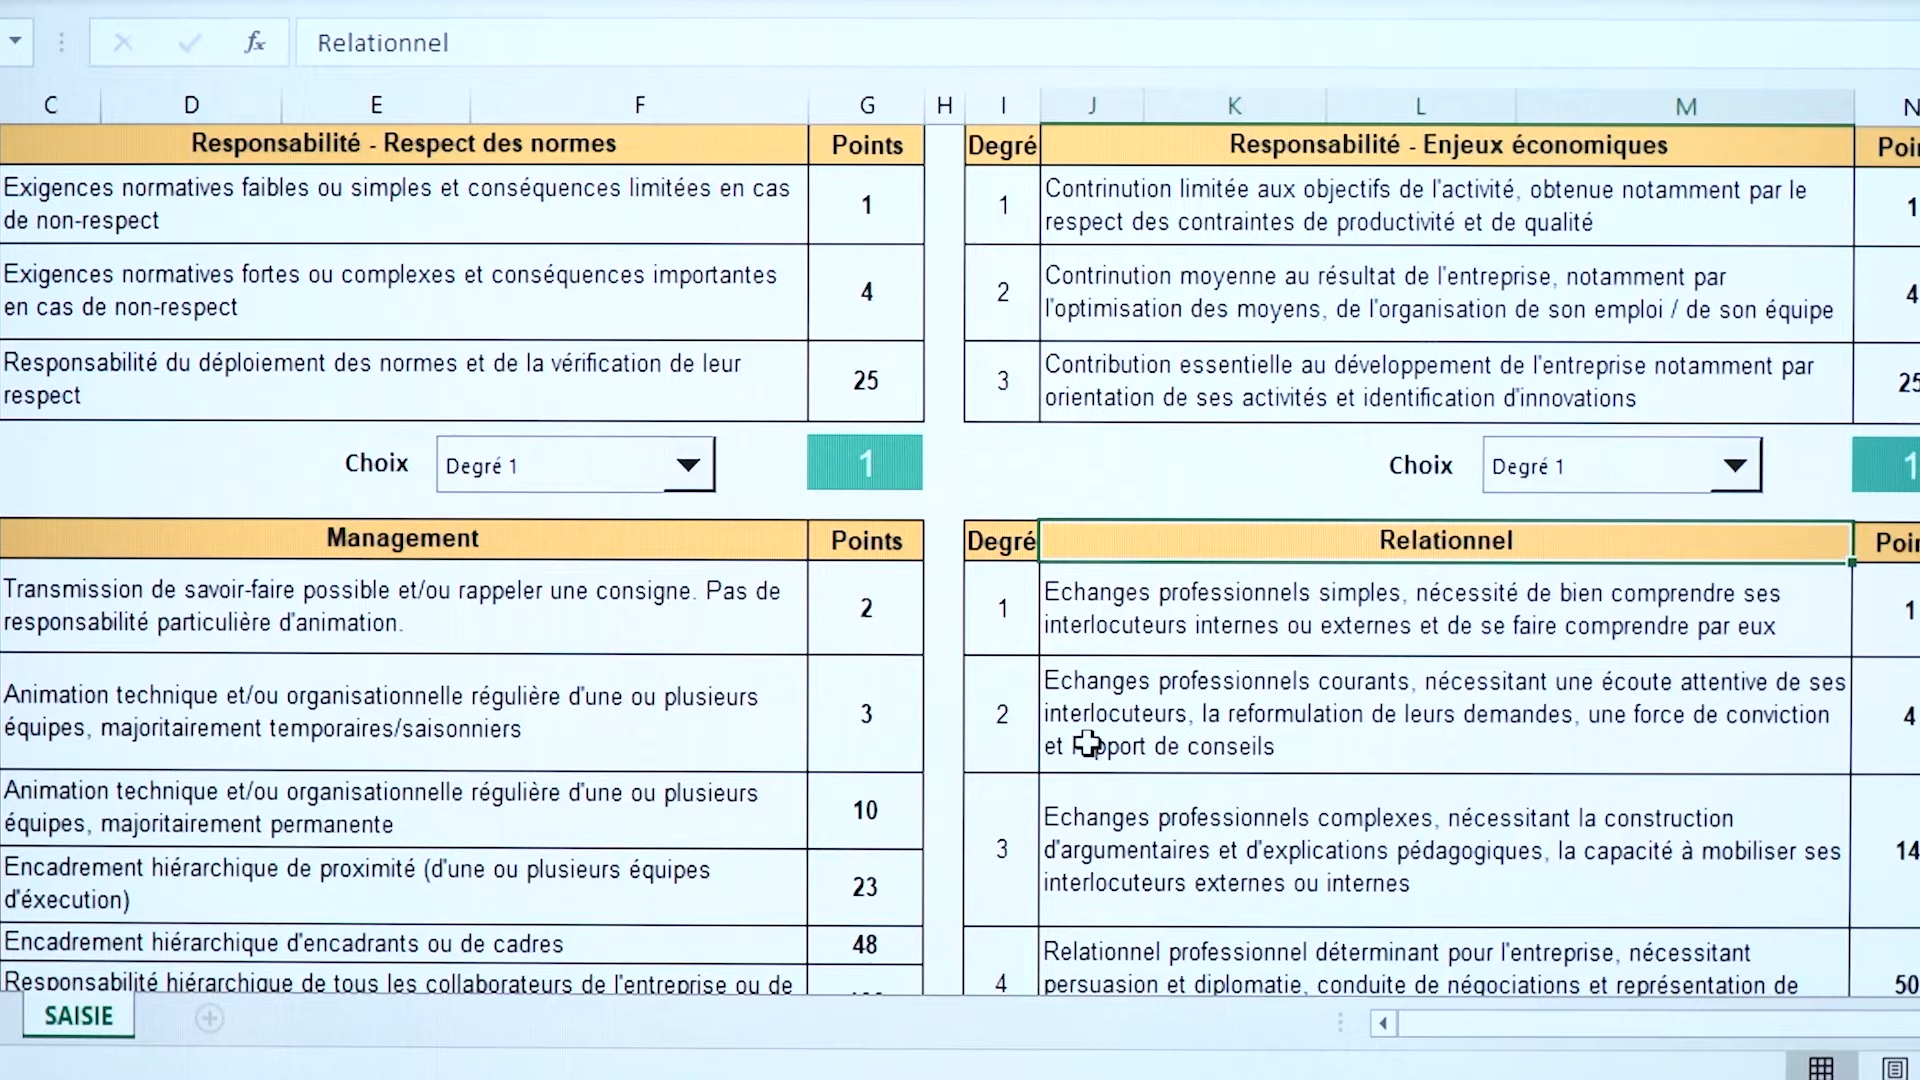 Relationnel
C D E F G H I J K L M N
Responsabilité - Respect des normes Points
Exigences normatives faibles ou simples et conséquences limitées en cas
de non-respect
1
Exigences normatives fortes ou complexes et conséquences importantes
en cas de non-respect
4
Responsabilité du déploiement des normes et de la vérification de leur
respect
25
Choix Degré 1 1
Degré Responsabilité - Enjeux économiques
1
Contrinution limitée aux objectifs de l'activité, obtenue notamment par le
respect des contraintes de productivité et de qualité
1
2
Contrinution moyenne au résultat de l'entreprise, notamment par
l'optimisation des moyens, de l'organisation de son emploi / de son équipe
4
3
Contribution essentielle au développement de l'entreprise notamment par
orientation de ses activités et identification d'innovations
25
Choix Degré 1 1
Management Points
Transmission de savoir-faire possible et/ou rappeler une consigne. Pas de
responsabilité particulière d'animation.
2
Animation technique et/ou organisationnelle régulière d'une ou plusieurs
équipes, majoritairement temporaires/saisonniers
3
Animation technique et/ou organisationnelle régulière d'une ou plusieurs
équipes, majoritairement permanente
10
Encadrement hiérarchique de proximité (d'une ou plusieurs équipes
d'éxecution)
23
Encadrement hiérarchique d'encadrants ou de cadres 48
Responsabilité hiérarchique de tous les collaborateurs de l'entreprise ou de
Degré Relationnel
1
Echanges professionnels simples, nécessité de bien comprendre ses
interlocuteurs internes ou externes et de se faire comprendre par eux
1
2
Echanges professionnels courants, nécessitant une écoute attentive de ses
interlocuteurs, la reformulation de leurs demandes, une force de conviction
et de conseils
4
3
Echanges professionnels complexes, nécessitant la construction
d'argumentaires et d'explications pédagogiques, la capacité à mobiliser ses
interlocuteurs externes ou internes
14
4
Relationnel professionnel déterminant pour l'entreprise, nécessitant
persuasion et diplomatie, conduite de négociations et représentation de
50
SAISIE